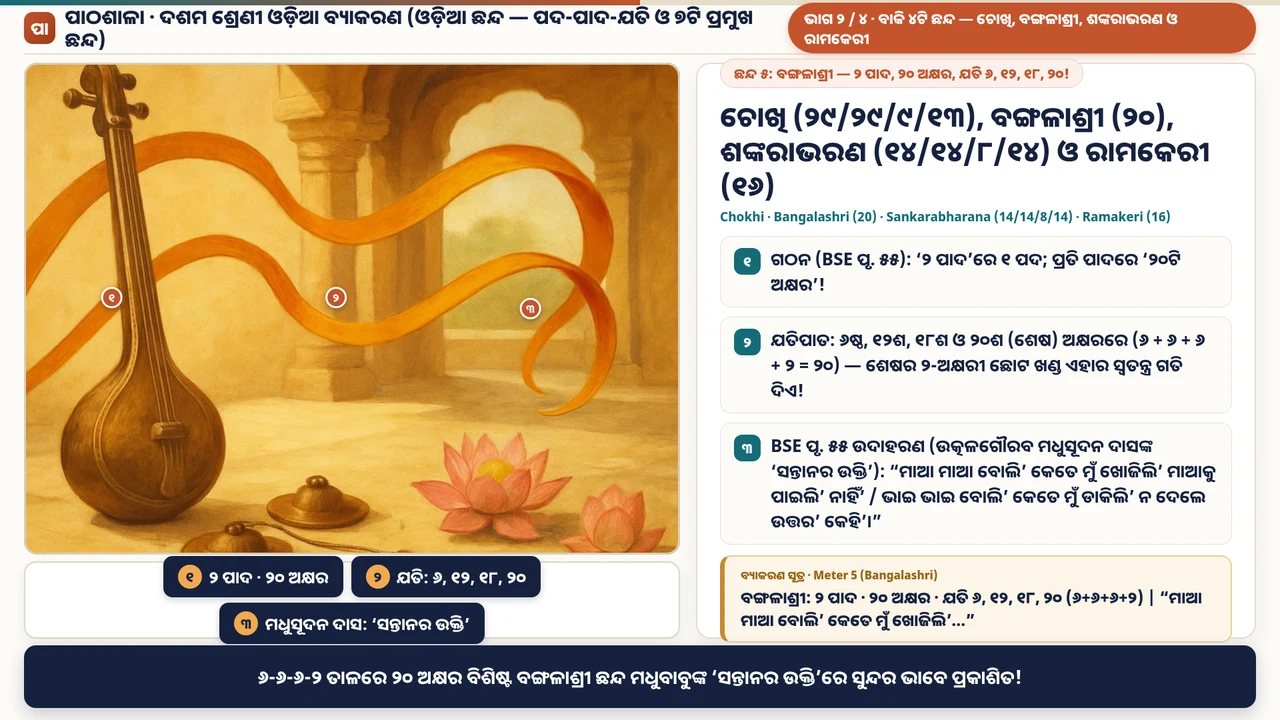 ପା
ପାଠଶାଳା · ଦଶମ ଶ୍ରେଣୀ ଓଡ଼ିଆ ବ୍ୟାକରଣ (ଓଡ଼ିଆ ଛନ୍ଦ — ପଦ-ପାଦ-ଯତି ଓ ୭ଟି ପ୍ରମୁଖ
ଛନ୍ଦ)
ଭାଗ ୨ / ୪ · ବାକି ୪ଟି ଛନ୍ଦ — ଚୋଖି, ବଙ୍ଗଳାଶ୍ରୀ, ଶଙ୍କରାଭରଣ ଓ
ରାମକେରୀ
୧
୨
୩
୧ ୨ ପାଦ · ୨୦ ଅକ୍ଷର
୨ ଯତି: ୬, ୧୨, ୧୮, ୨୦
୩ ମଧୁସୂଦନ ଦାସ: ‘ସନ୍ତାନର ଉକ୍ତି’
ଛନ୍ଦ ୫: ବଙ୍ଗଳାଶ୍ରୀ — ୨ ପାଦ, ୨୦ ଅକ୍ଷର, ଯତି ୬, ୧୨, ୧୮, ୨୦!
ଚୋଖି (୨୯/୨୯/୯/୧୩), ବଙ୍ଗଳାଶ୍ରୀ (୨୦),
ଶଙ୍କରାଭରଣ (୧୪/୧୪/୮/୧୪) ଓ ରାମକେରୀ
(୧୬)
Chokhi · Bangalashri (20) · Sankarabharana (14/14/8/14) · Ramakeri (16)
୧ ଗଠନ (BSE ପୃ. ୫୫): ‘୨ ପାଦ’ରେ ୧ ପଦ; ପ୍ରତି ପାଦରେ ‘୨୦ଟି
ଅକ୍ଷର’!
୨ ଯତିପାତ: ୬ଷ୍ଠ, ୧୨ଶ, ୧୮ଶ ଓ ୨୦ଶ (ଶେଷ) ଅକ୍ଷରରେ (୬ + ୬ + ୬
+ ୨ = ୨୦) — ଶେଷର ୨-ଅକ୍ଷରୀ ଛୋଟ ଖଣ୍ଡ ଏହାର ସ୍ୱତନ୍ତ୍ର ଗତି
ଦିଏ!
୩ BSE ପୃ. ୫୫ ଉଦାହରଣ (ଉତ୍କଳଗୌରବ ମଧୁସୂଦନ ଦାସଙ୍କ
‘ସନ୍ତାନର ଉକ୍ତି’): “ମାଆ ମାଆ ବୋଲି’ କେତେ ମୁଁ ଖୋଜିଲି’ ମାଆକୁ
ପାଇଲି’ ନାହିଁ’ / ଭାଇ ଭାଇ ବୋଲି’ କେତେ ମୁଁ ଡାକିଲି’ ନ ଦେଲେ
ଉତ୍ତର’ କେହି’।”
ବ୍ୟାକରଣ ସୂତ୍ର · Meter 5 (Bangalashri)
ବଙ୍ଗଳାଶ୍ରୀ: ୨ ପାଦ · ୨୦ ଅକ୍ଷର · ଯତି ୬, ୧୨, ୧୮, ୨୦ (୬+୬+୬+୨) | “ମାଆ
ମାଆ ବୋଲି’ କେତେ ମୁଁ ଖୋଜିଲି’...”
୬-୬-୬-୨ ତାଳରେ ୨୦ ଅକ୍ଷର ବିଶିଷ୍ଟ ବଙ୍ଗଳାଶ୍ରୀ ଛନ୍ଦ ମଧୁବାବୁଙ୍କ ‘ସନ୍ତାନର ଉକ୍ତି’ରେ ସୁନ୍ଦର ଭାବେ ପ୍ରକାଶିତ!